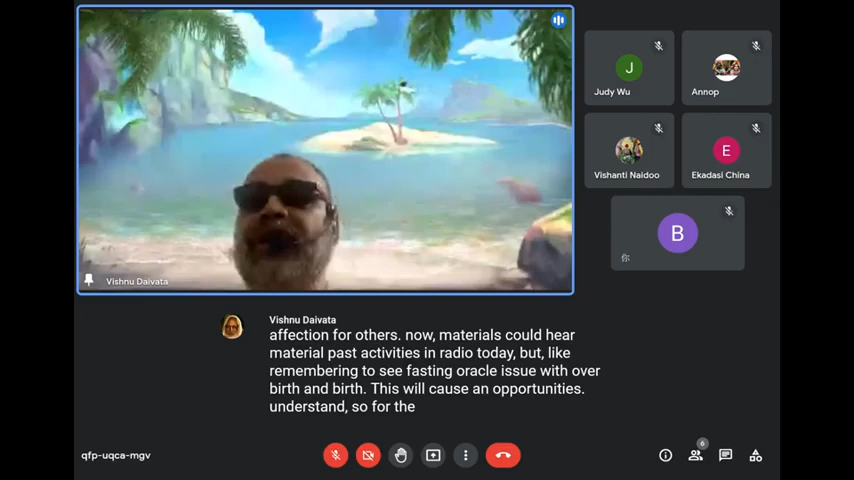 Vishnu Daivata
J
Judy Wu
Annop
Vishanti Naidoo
E
Ekadasi China
B
你
Vishnu Daivata
affection for others. now, materials could hear
material past activities in radio today, but, like
remembering to see fasting oracle issue with over
birth and birth. This will cause an opportunities.
understand, so for the
qfp-uqca-mgv
6